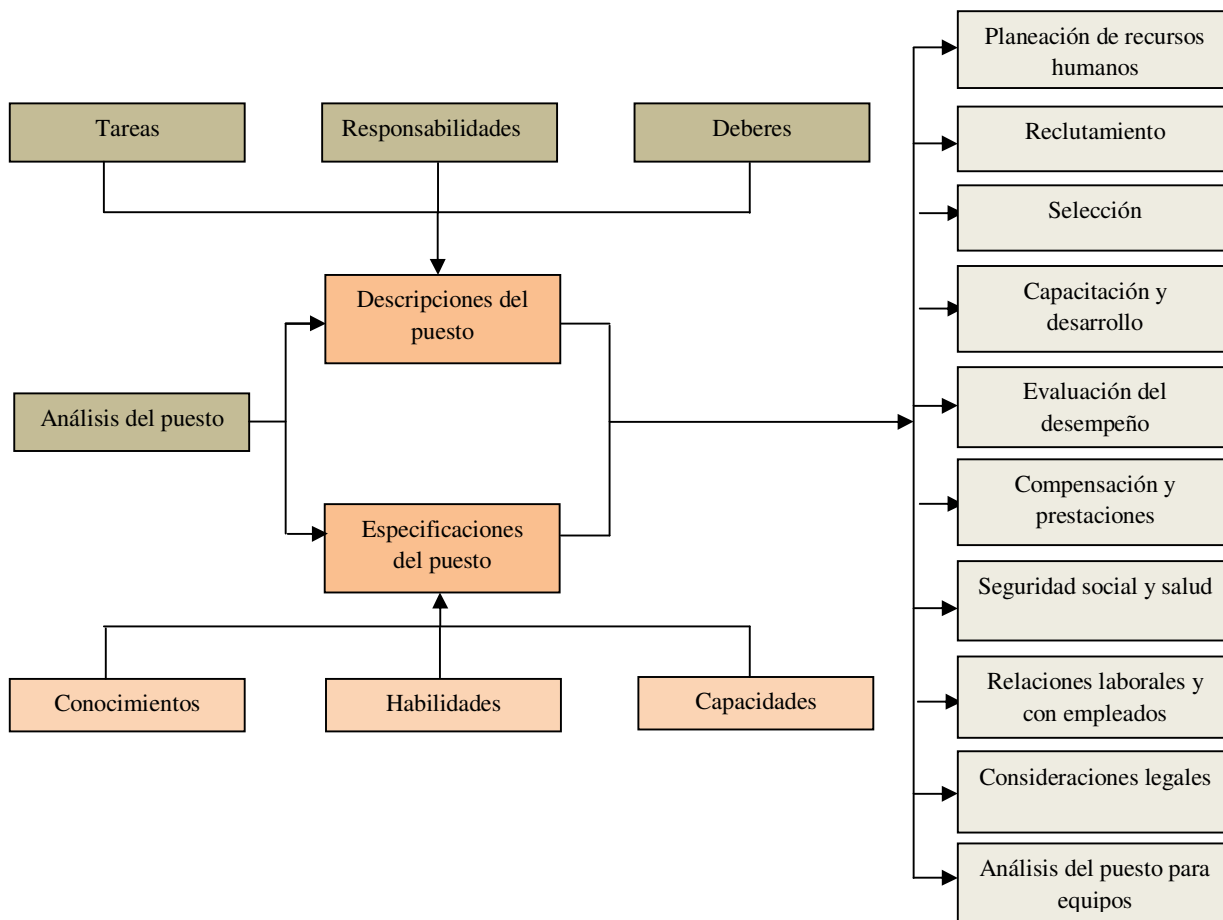 Tareas
Responsabilidades
Deberes
Descripciones del
puesto
Análisis del puesto
Especificaciones
del puesto
Conocimientos
Habilidades
Capacidades
Planeación de recursos
humanos
Reclutamiento
Selección
Capacitación y
desarrollo
Evaluación del
desempeño
Compensación y
prestaciones
Seguridad social y salud
Relaciones laborales y
con empleados
Consideraciones legales
Análisis del puesto para
equipos